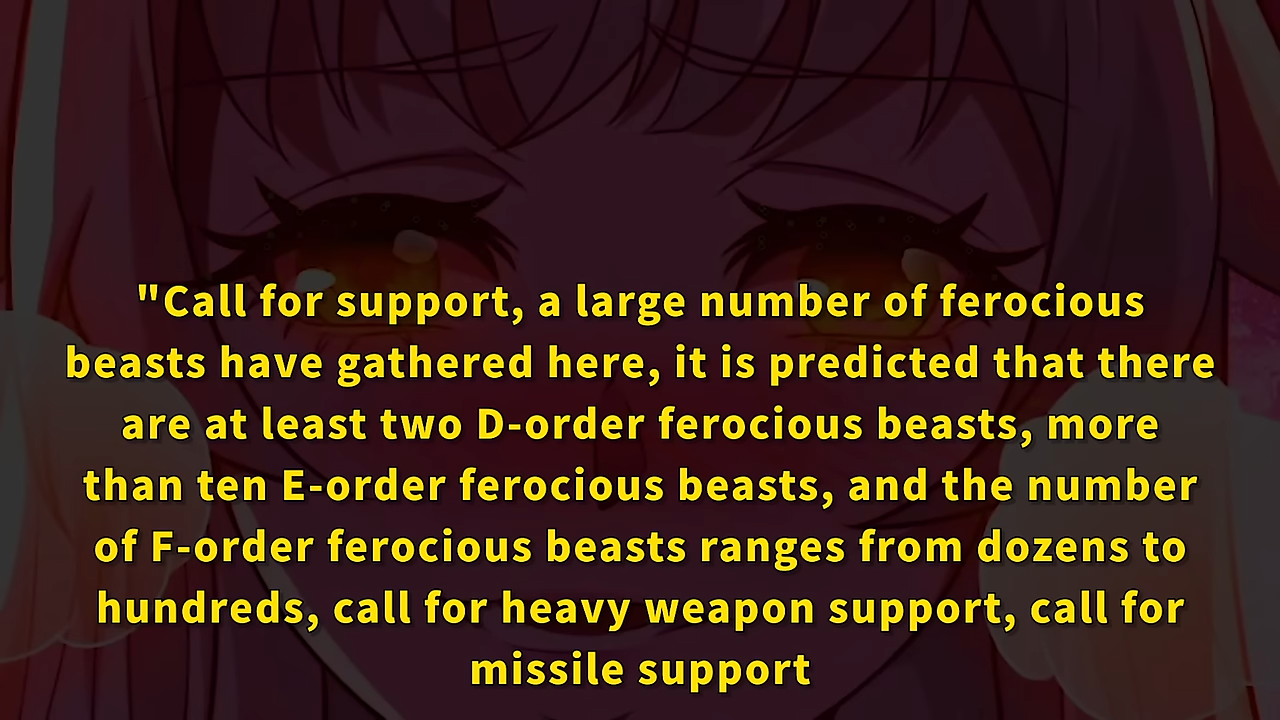 "Call for support, a large number of ferocious
beasts have gathered here, it is predicted that there
are at least two D-order ferocious beasts, more
than ten E-order ferocious beasts, and the number
of F-order ferocious beasts ranges from dozens to
hundreds, call for heavy weapon support, call for
missile support